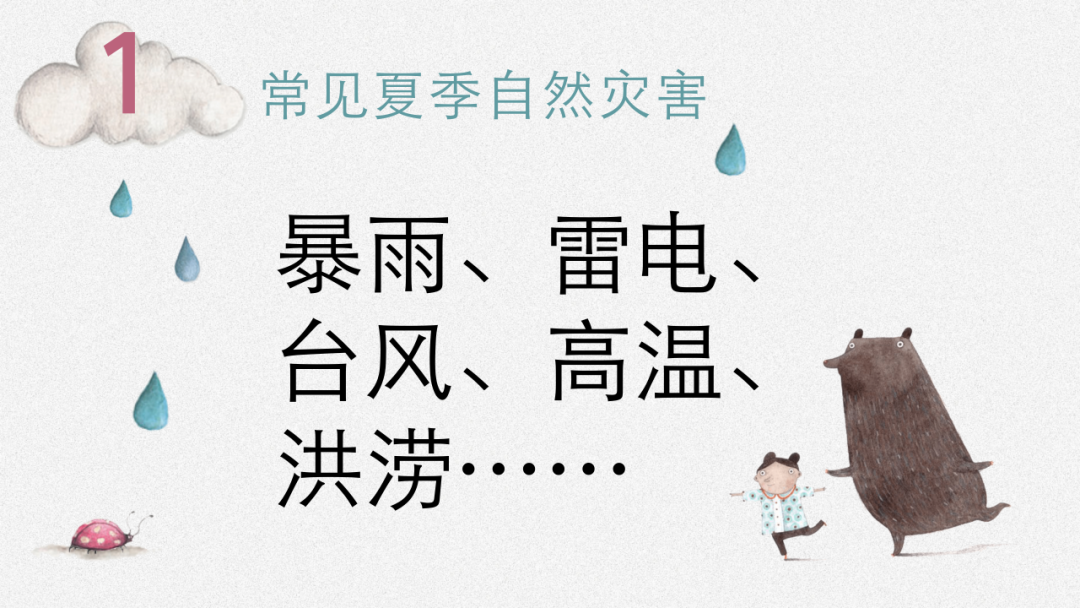 1
常见夏季自然灾害
暴雨、雷电、
台风、高温、
洪涝……